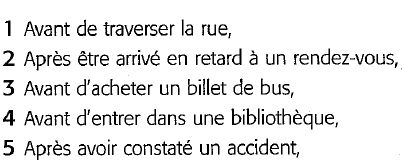 1 Avant de traverser la rue,
2 Après être arrivé en retard à un rendez-vous,
3 Avant d'acheter un billet de bus,
4 Avant d'entrer dans une bibliothèque,
5 Après avoir constaté un accident,